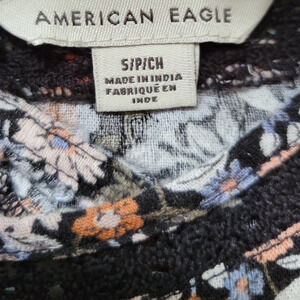 AMERICAN EAGLE
S/P/CH
MADE IN INDIA
FABRIQUÉ EN
INDE